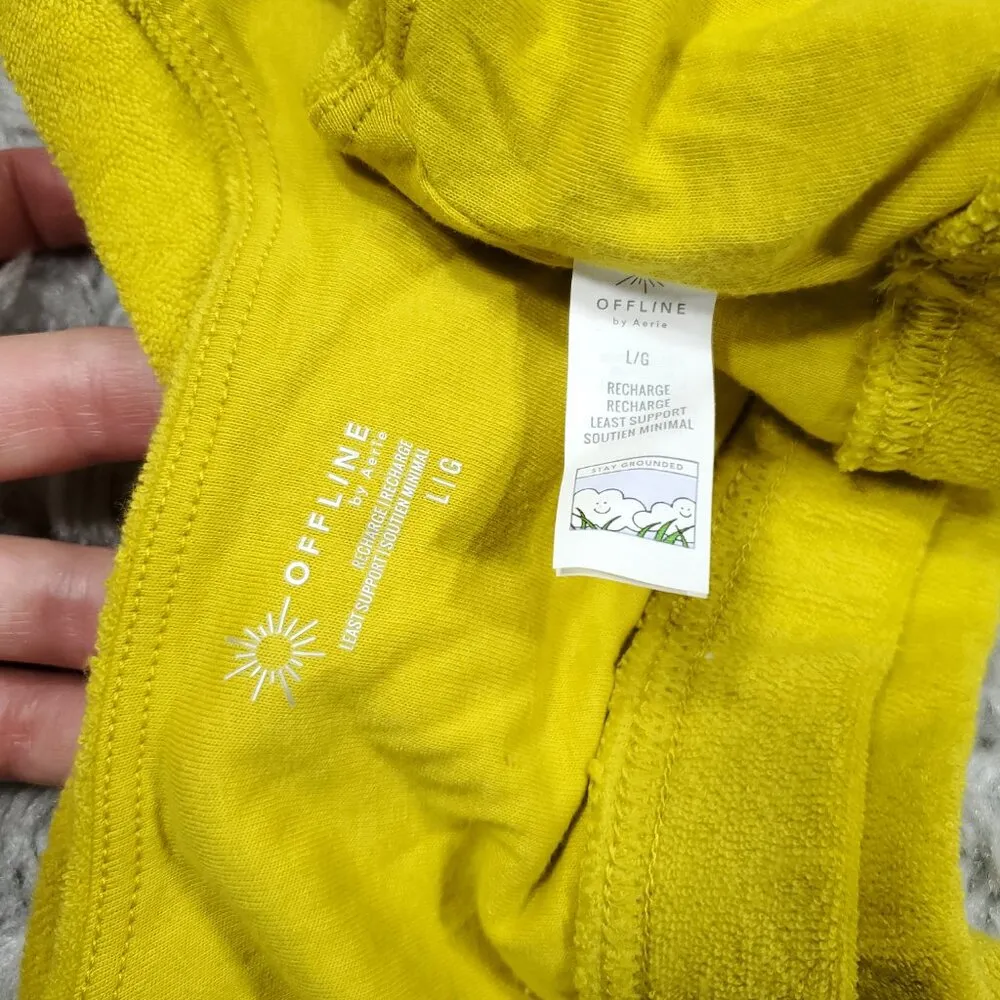 OFFLINE
by Aerie
L/G
RECHARGE
RECHARGE
LEAST SUPPORT
SOUTIEN MINIMAL
STAY GROUNDED
OFFLINE
by Aerie
RECHARGE|RECHARGE
LEAST SUPPORT|SOUTIEN MINIMAL
L|G